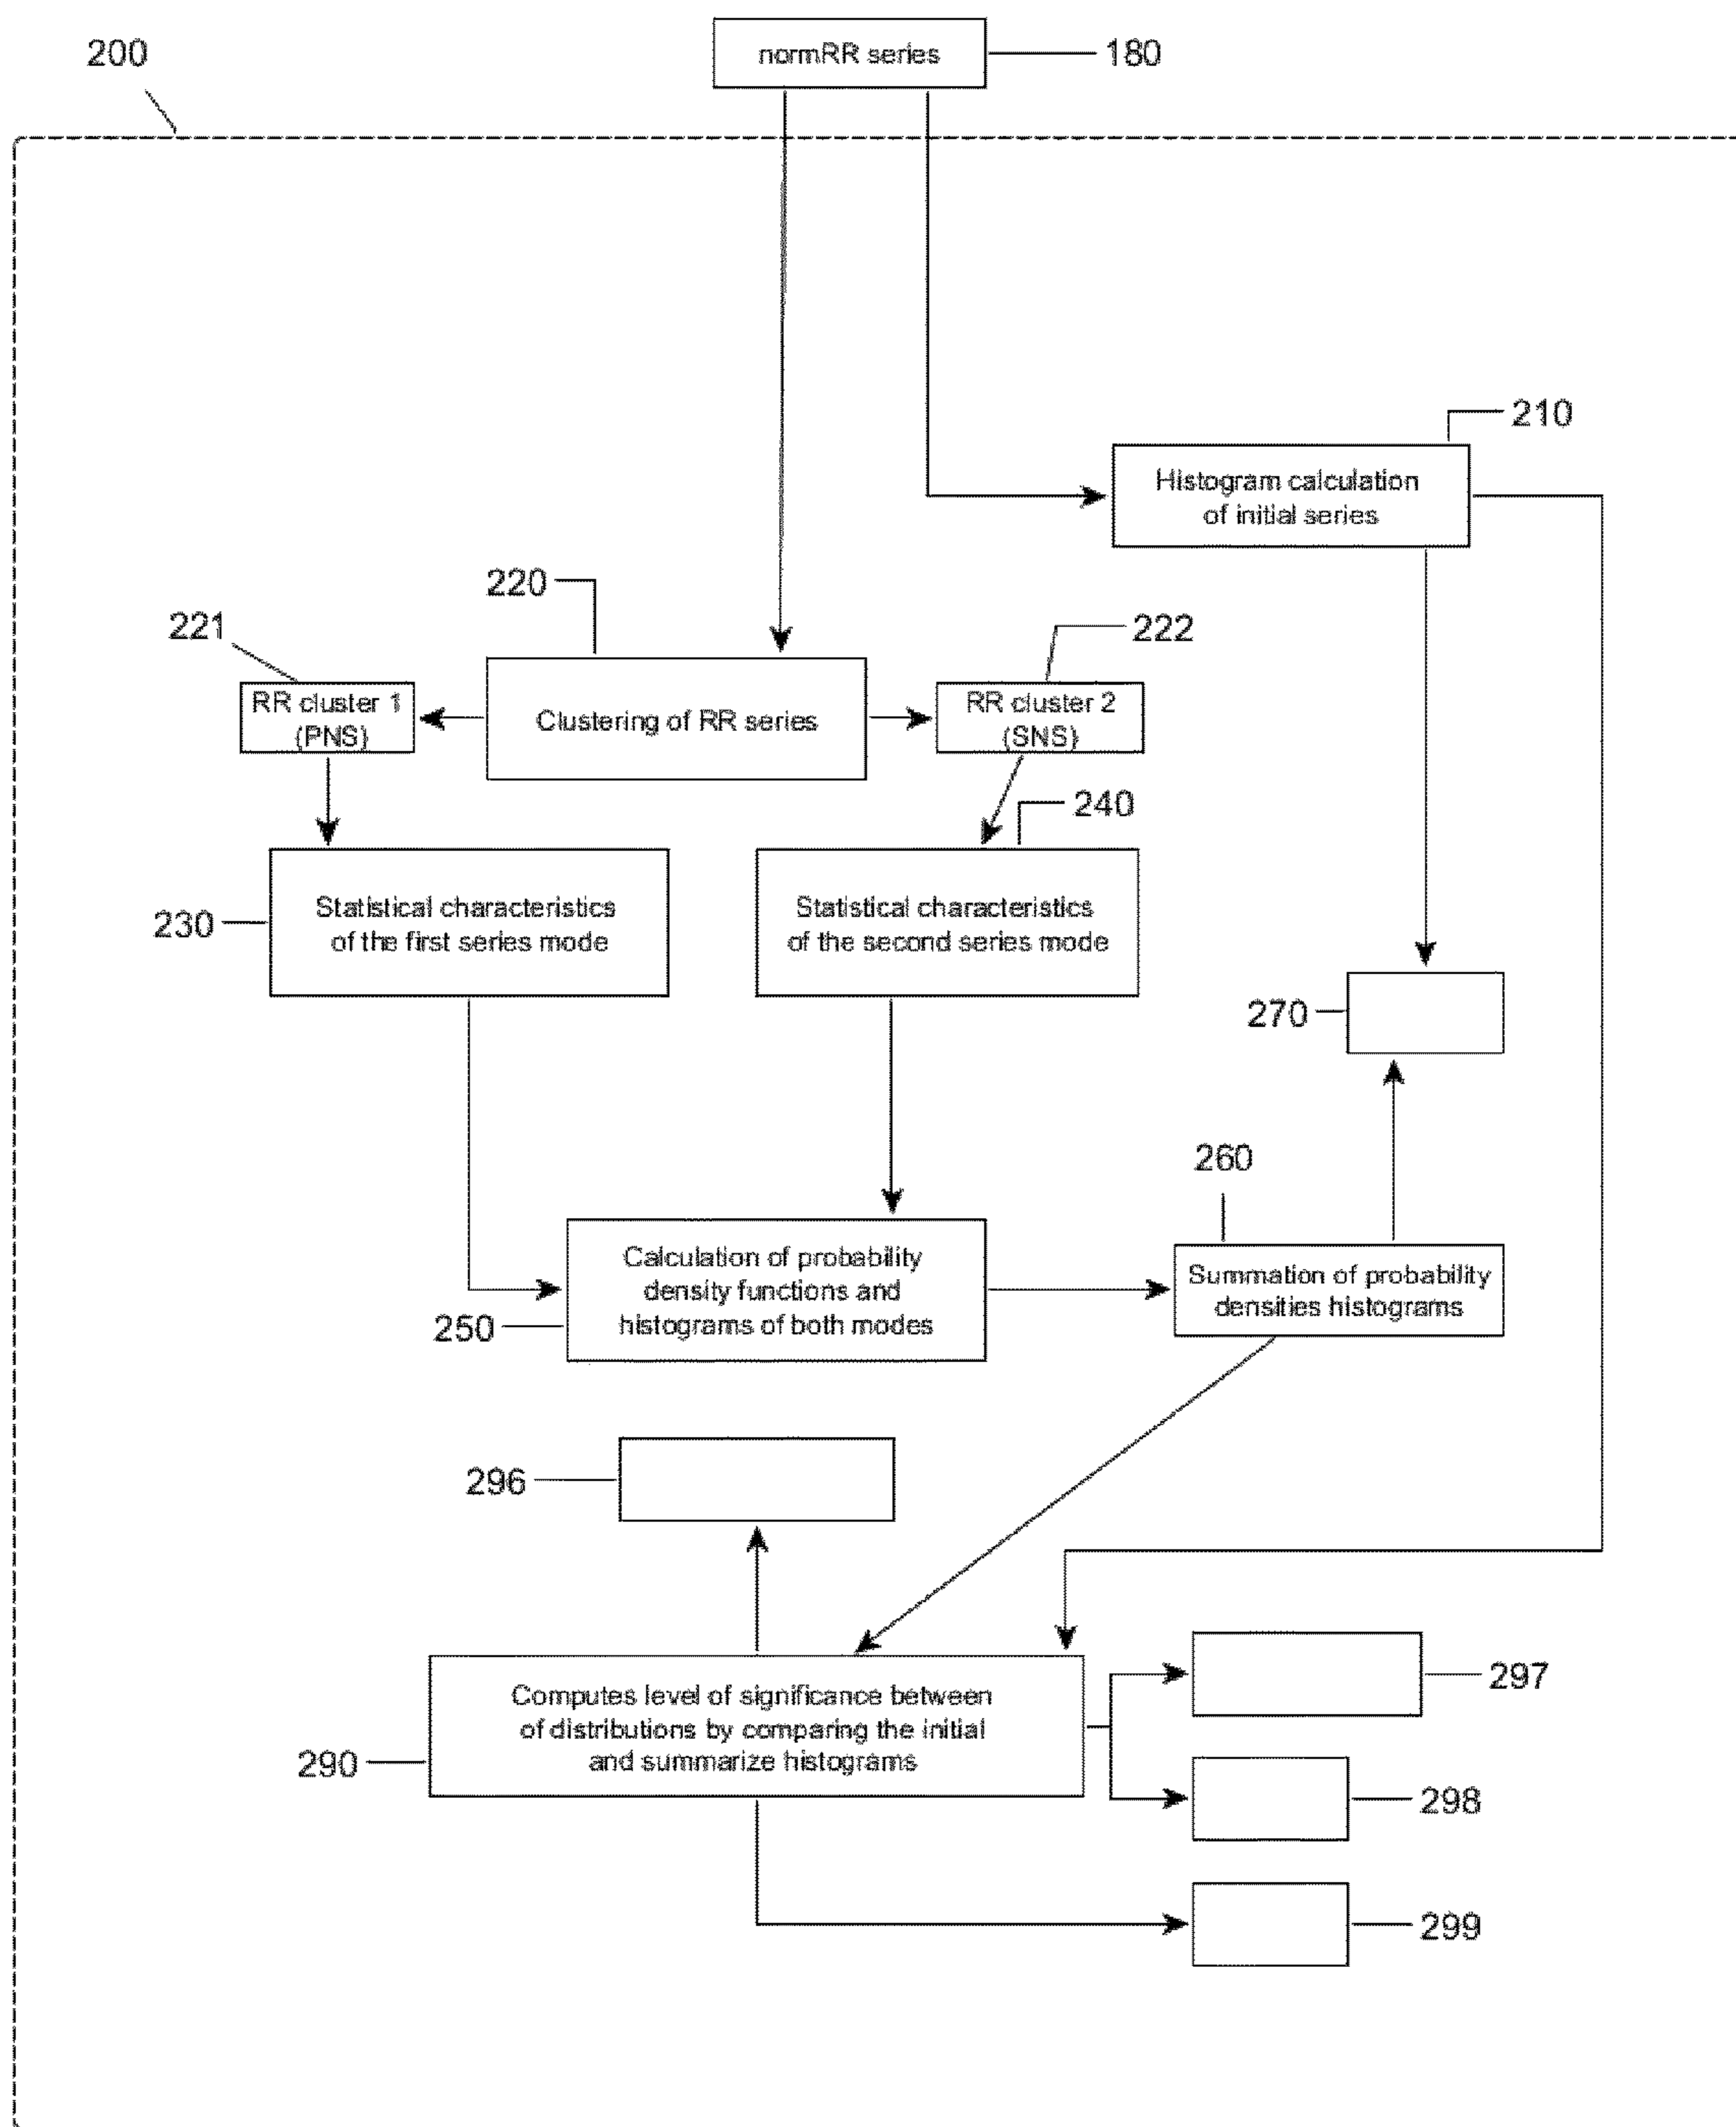 200
normRR series
180
210
Histogram calculation
of initial series
220
221
222
RR cluster 1
(PNS)
Clustering of RR series
RR cluster 2
(SNS)
240
230
Statistical characteristics
of the first series mode
Statistical characteristics
of the second series mode
270
260
Calculation of probability
density functions and
histograms of both modes
250
Summation of probability
densities histograms
296
297
Computes level of significance between
of distributions by comparing the initial
and summarize histograms
290
298
299